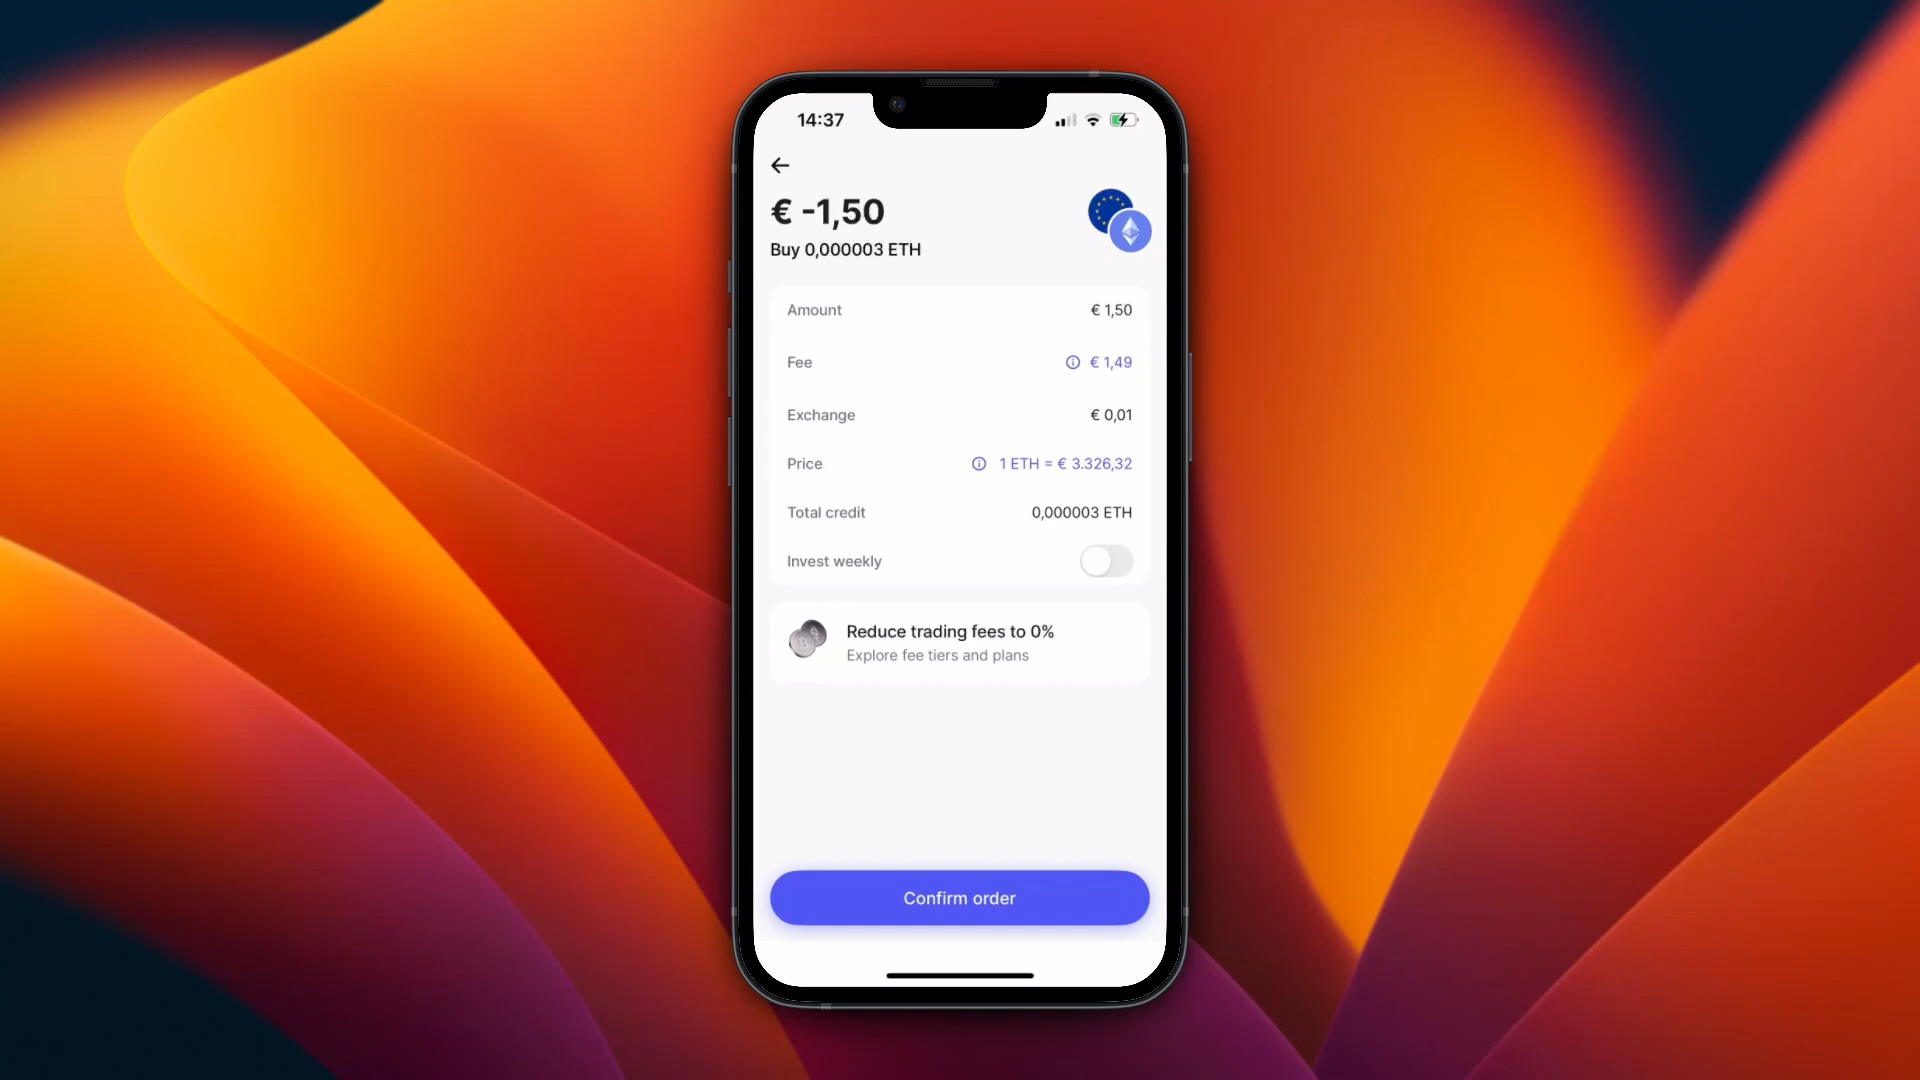 14:37
€ -1,50
Buy 0,000003 ETH
Amount € 1,50
Fee € 1,49
Exchange € 0,01
Price 1 ETH = € 3.326,32
Total credit 0,000003 ETH
Invest weekly
Reduce trading fees to 0%
Explore fee tiers and plans
Confirm order